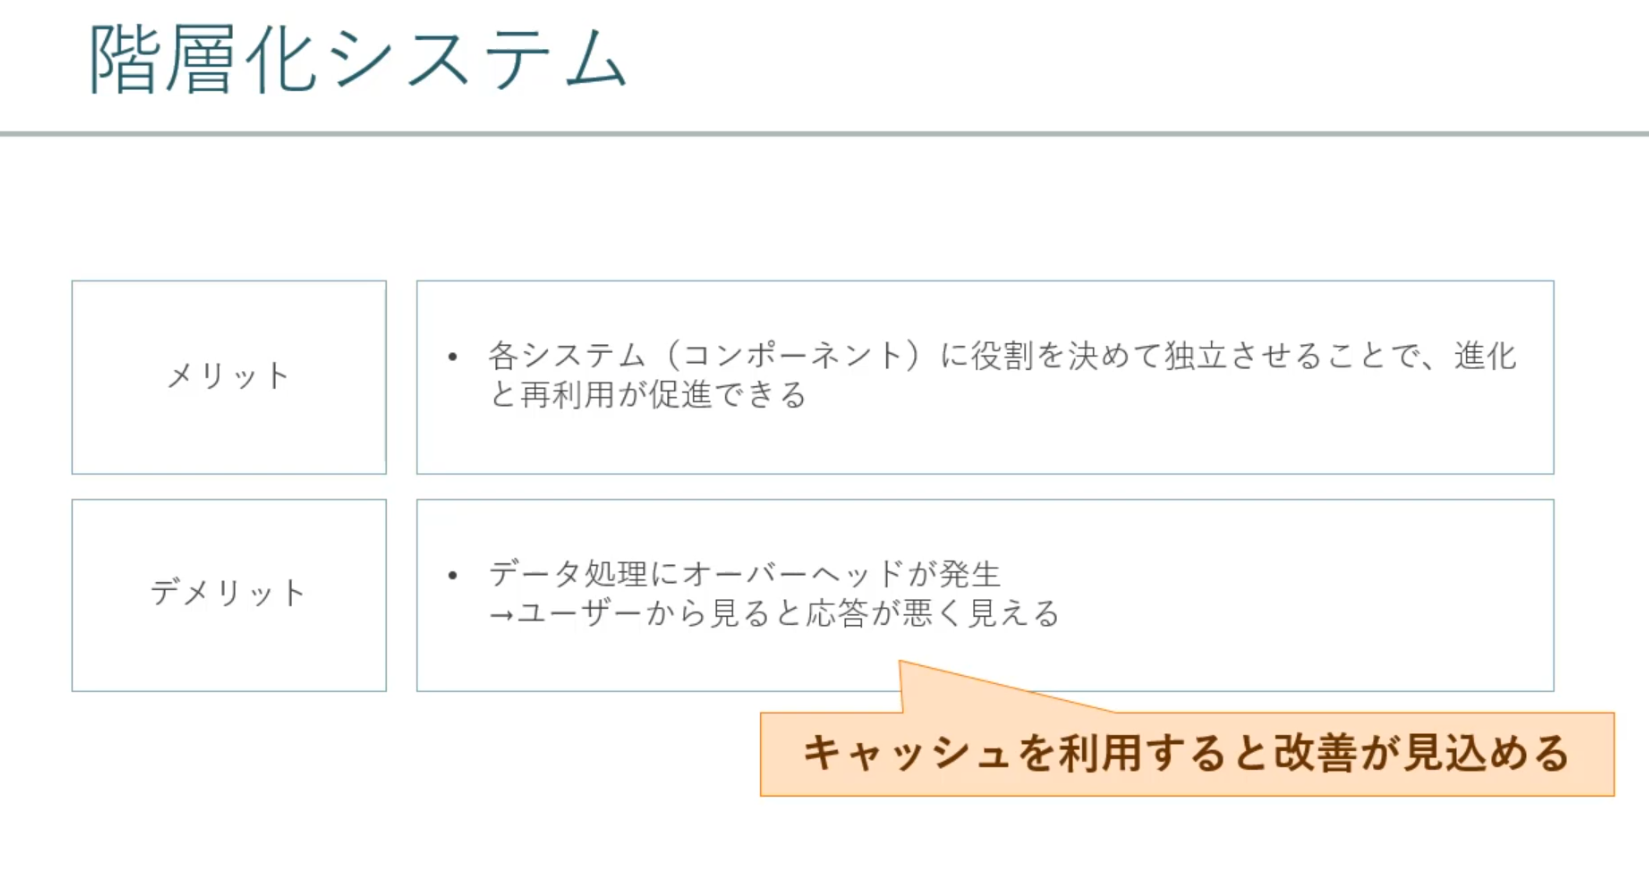 階層化システム
メリット
• 各システム（コンポーネント）に役割を決めて独立させることで、進化
と再利用が促進できる
デメリット
• データ処理にオーバーヘッドが発生
→ユーザーから見ると応答が悪く見える
キャッシュを利用すると改善が見込める